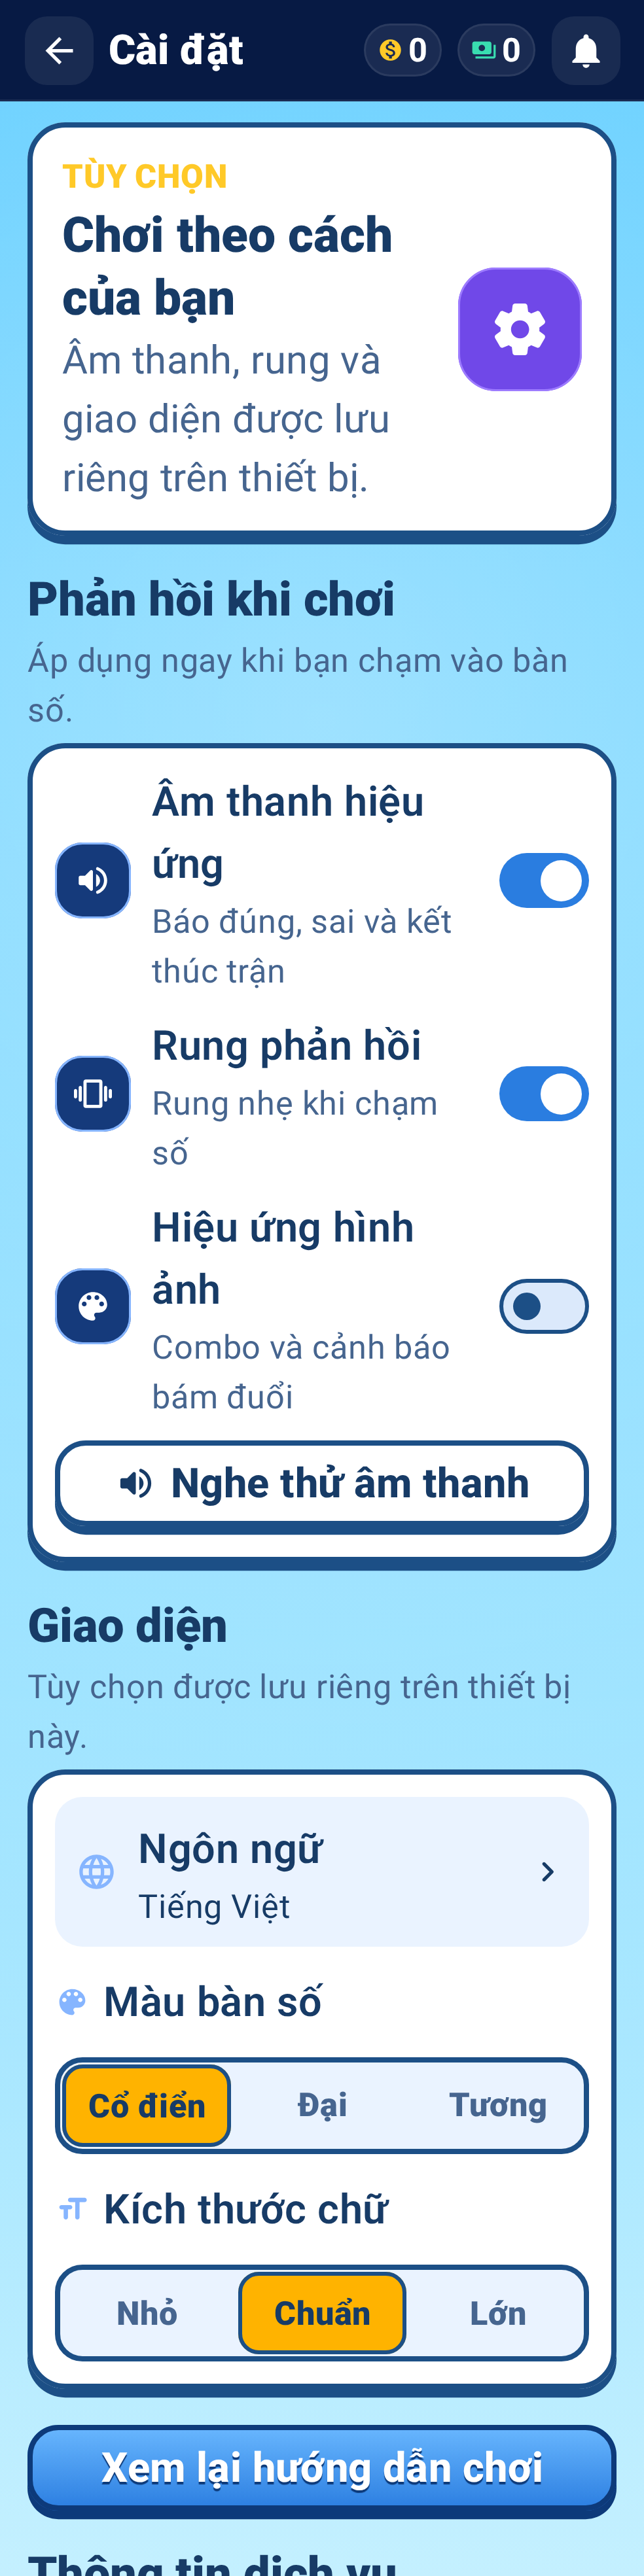 Cài đặt
0
0
TÙY CHỌN
Chơi theo cách
của bạn
Âm thanh, rung và
giao diện được lưu
riêng trên thiết bị.
Phản hồi khi chơi
Áp dụng ngay khi bạn chạm vào bàn
số.
Âm thanh hiệu
ứng
Báo đúng, sai và kết
thúc trận
Rung phản hồi
Rung nhẹ khi chạm
số
Hiệu ứng hình
ảnh
Combo và cảnh báo
bám đuổi
Nghe thử âm thanh
Giao diện
Tùy chọn được lưu riêng trên thiết bị
này.
Ngôn ngữ
Tiếng Việt
Màu bàn số
Cổ điển
Đại
Tương
Kích thước chữ
Nhỏ
Chuẩn
Lớn
Xem lại hướng dẫn chơi
Thông tin dịch vụ